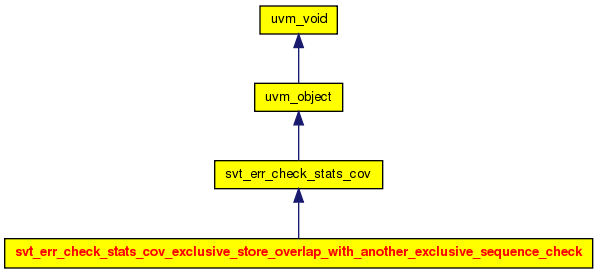 uvm_void
uvm_object
svt_err_check_stats_cov
svt_err_check_stats_cov_exclusive_store_overlap_with_another_exclusive_sequence_check